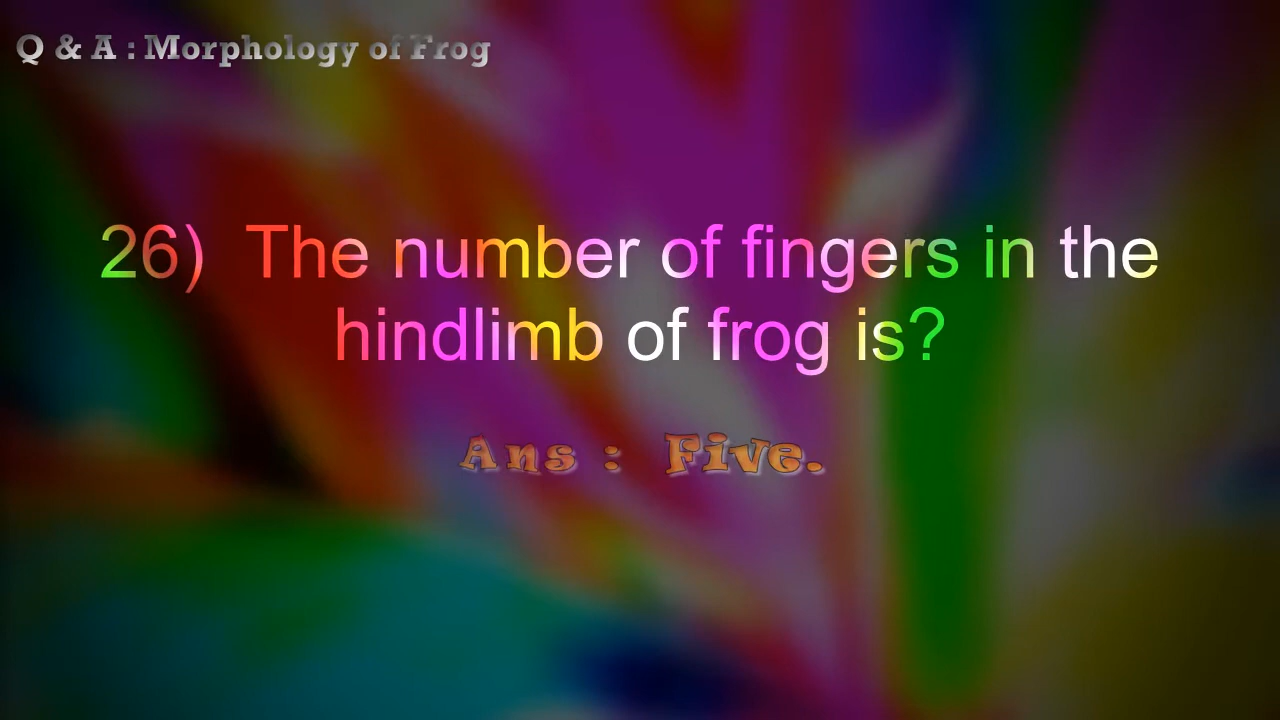 Q & A : Morphology of Frog
26) The number of fingers in the
hindlimb of frog is?
Ans : Five.